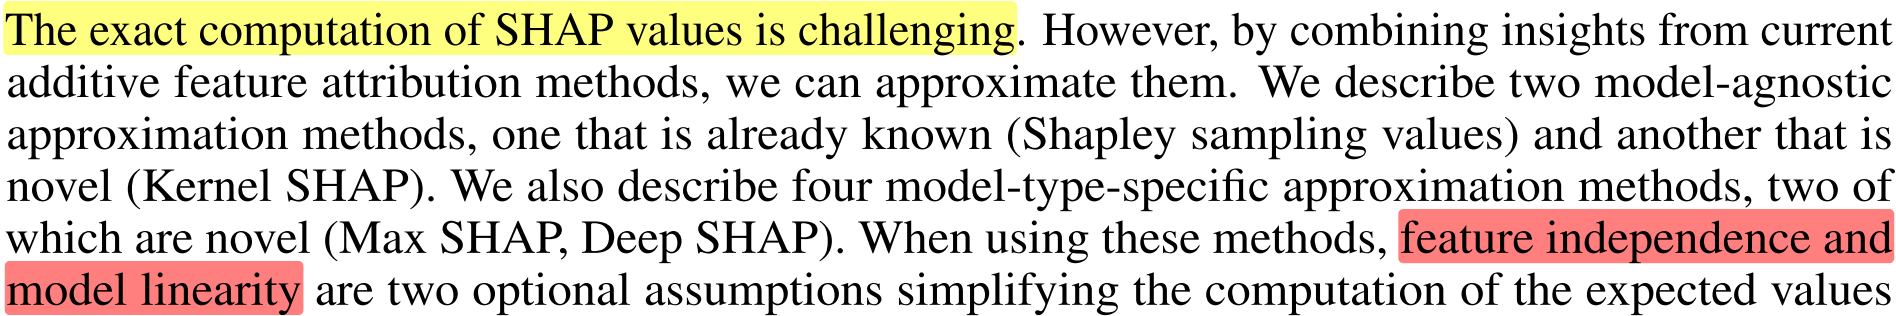 The exact computation of SHAP values is challenging. However, by combining insights from current
additive feature attribution methods, we can approximate them. We describe two model-agnostic
approximation methods, one that is already known (Shapley sampling values) and another that is
novel (Kernel SHAP). We also describe four model-type-specific approximation methods, two of
which are novel (Max SHAP, Deep SHAP). When using these methods, feature independence and
model linearity are two optional assumptions simplifying the computation of the expected values